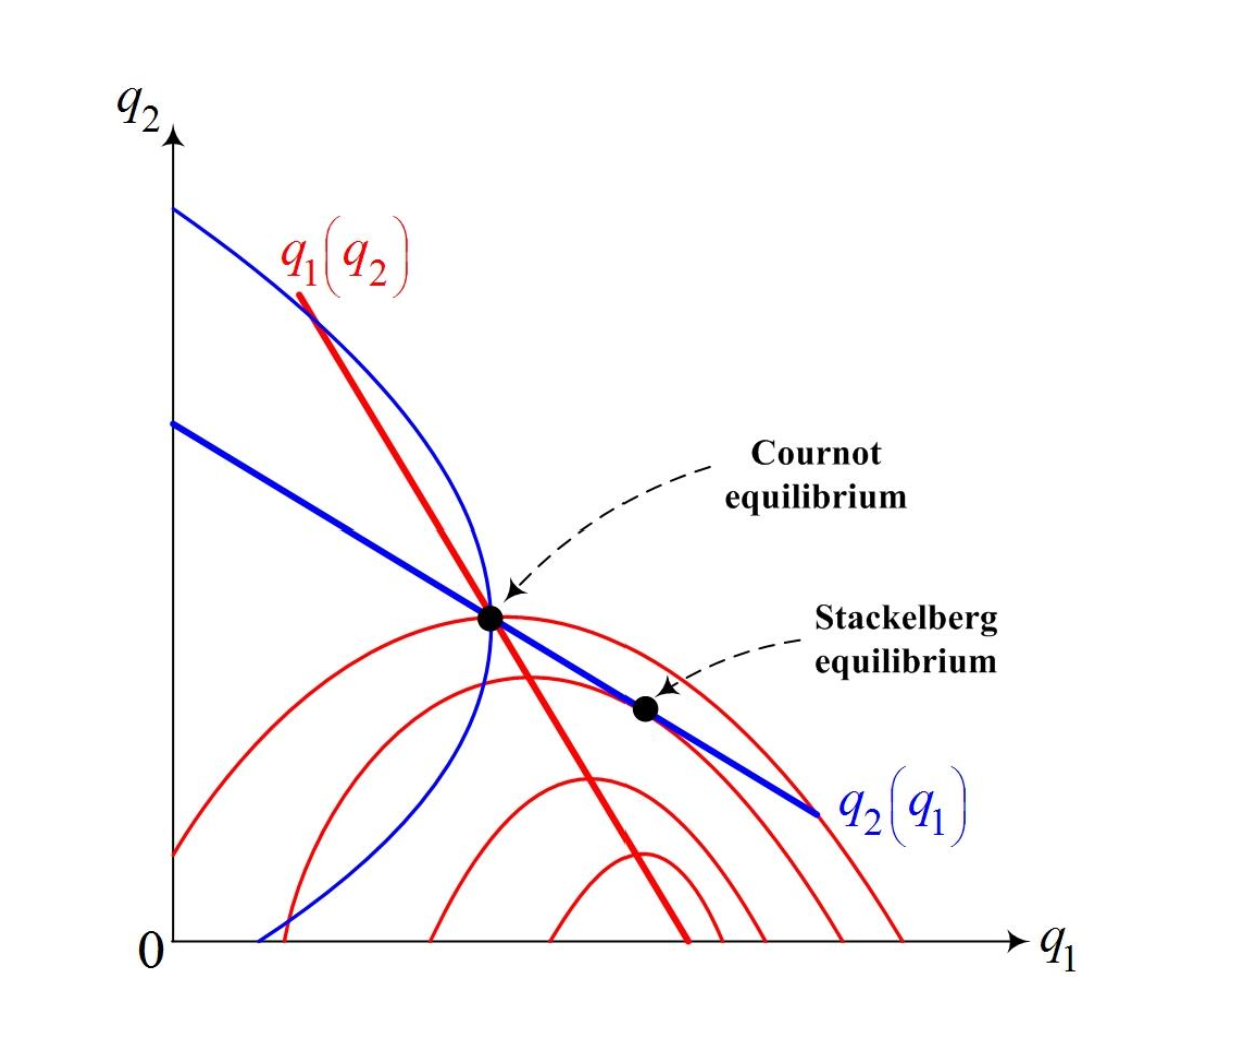 q₂
q₁(q₂)
Cournot
equilibrium
Stackelberg
equilibrium
q₂(q₁)
0
q₁